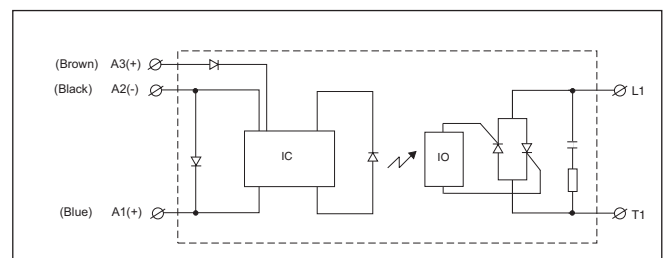 (Brown) A3(+)
(Black) A2(-)
L1
IC
IO
(Blue) A1(+)
T1